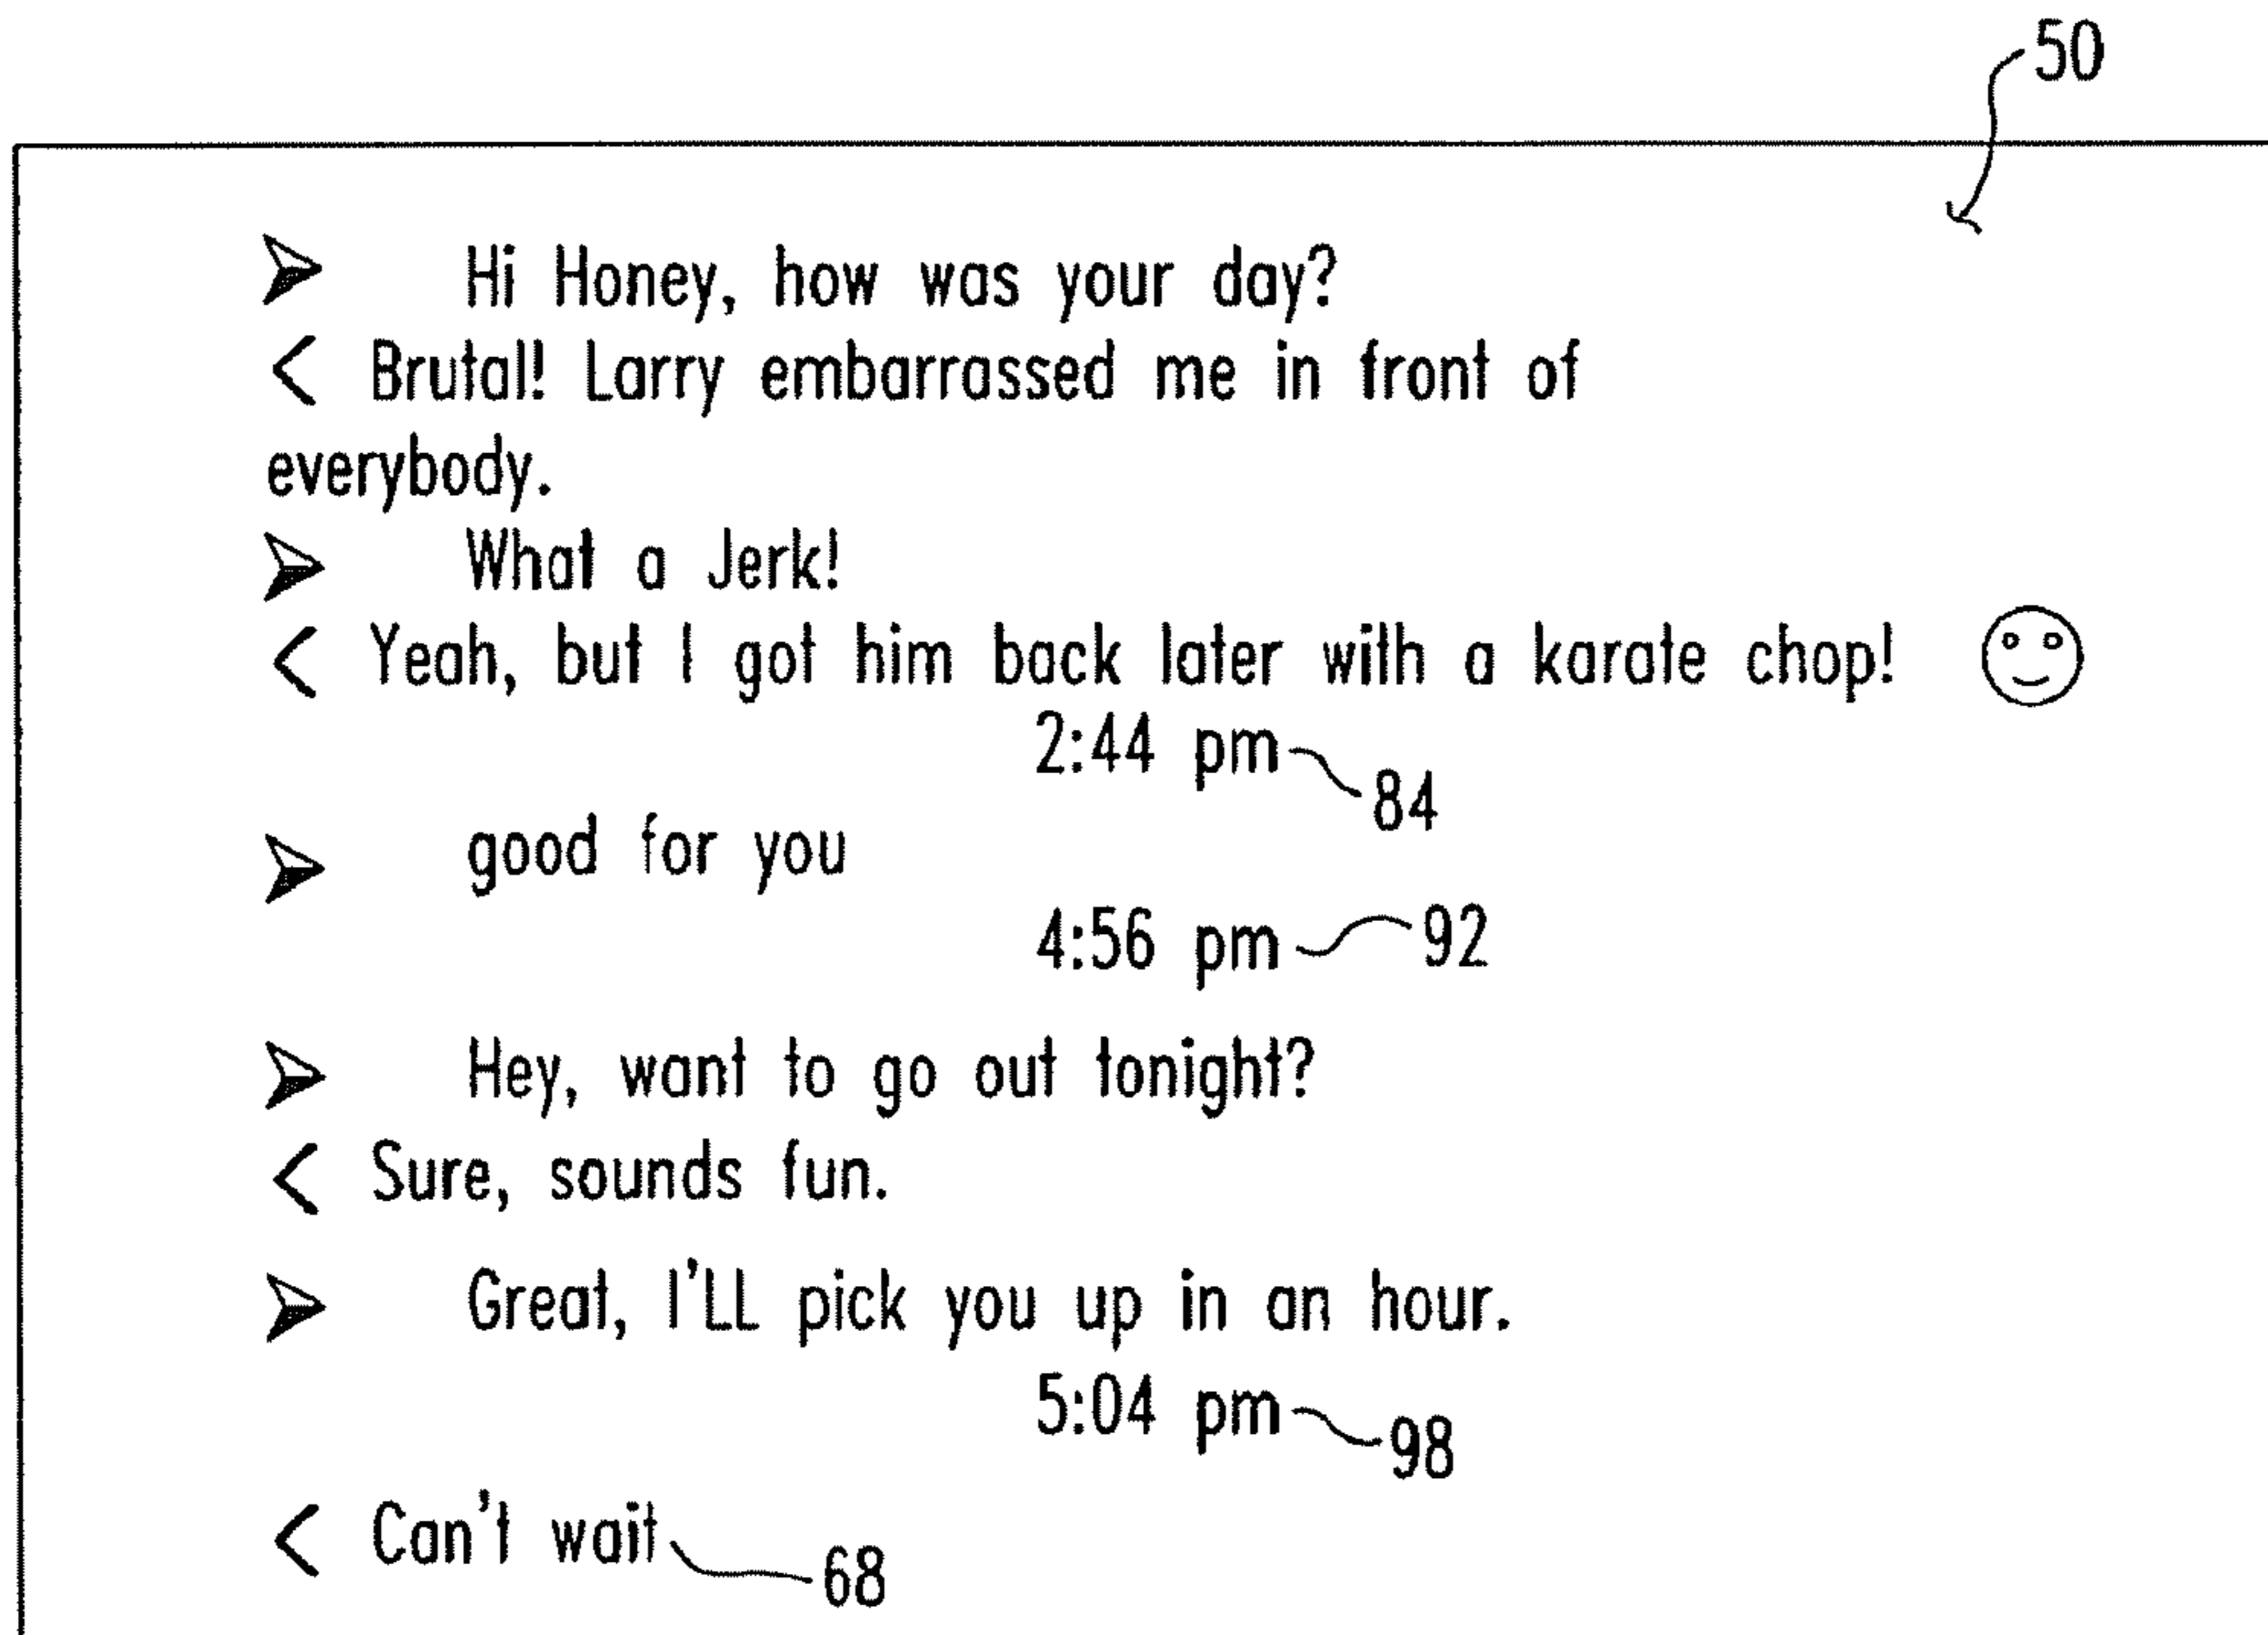 50
➢ Hi Honey, how was your day?
< Brutal! Larry embarrassed me in front of
everybody.
➢ What a Jerk!
< Yeah, but I got him back later with a karate chop!
2:44 pm 84
➢ good for you
4:56 pm 92
➢ Hey, want to go out tonight?
< Sure, sounds fun.
➢ Great, I'LL pick you up in an hour.
5:04 pm 98
< Can't wait 68